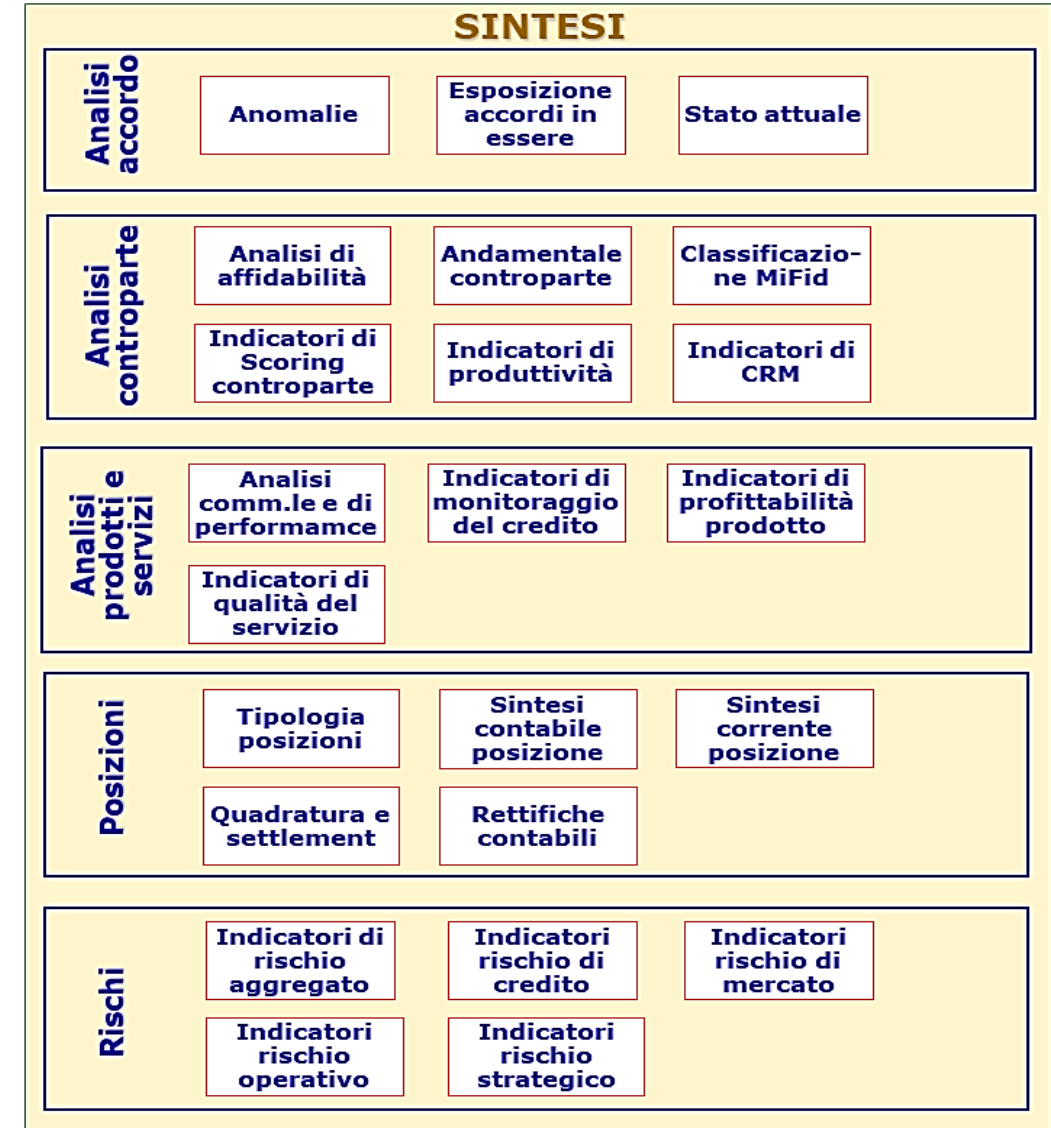 SINTESI
Analisi
accordo
Anomalie
Esposizione
accordi in
essere
Stato attuale
Analisi
controparte
Analisi di
affidabilità
Andamentale
controparte
Classificazio-
ne MiFid
Indicatori di
Scoring
controparte
Indicatori di
produttività
Indicatori di
CRM
Analisi
prodotti e
servizi
Analisi
comm.le e di
performamce
Indicatori di
monitoraggio
del credito
Indicatori di
profittabilità
prodotto
Indicatori di
qualità del
servizio
Posizioni
Tipologia
posizioni
Sintesi
contabile
posizione
Sintesi
corrente
posizione
Quadratura e
settlement
Rettifiche
contabili
Rischi
Indicatori di
rischio
aggregato
Indicatori
rischio di
credito
Indicatori
rischio di
mercato
Indicatori
rischio
operativo
Indicatori
rischio
strategico